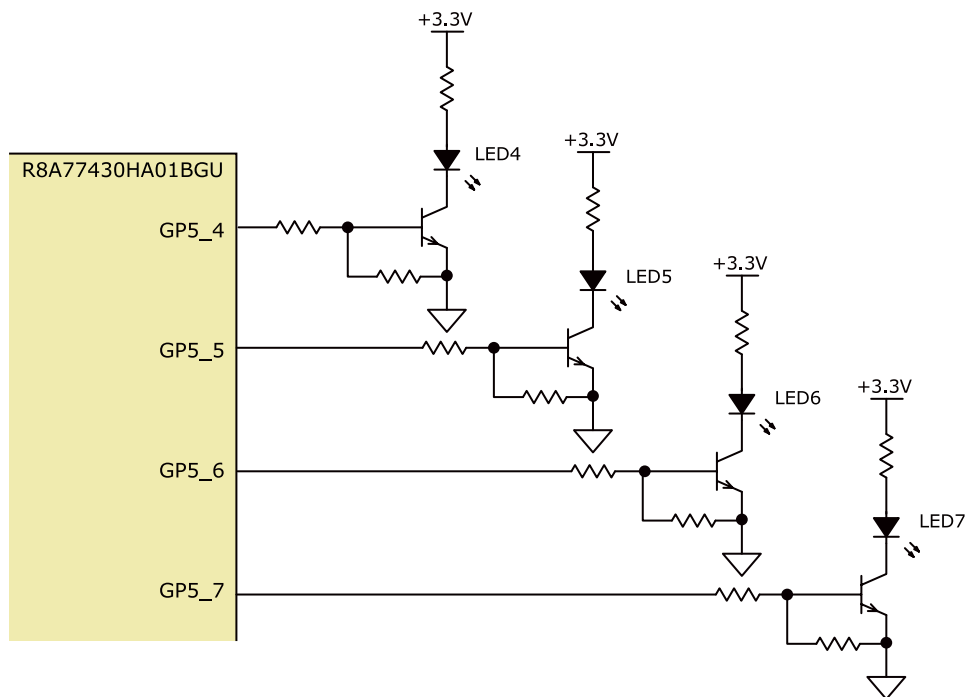 +3.3V
+3.3V
R8A77430HA01BGU
LED4
GP5_4
+3.3V
LED5
GP5_5
+3.3V
LED6
GP5_6
LED7
GP5_7